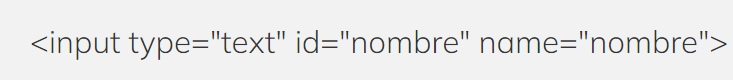 <input type="text" id="nombre" name="nombre">